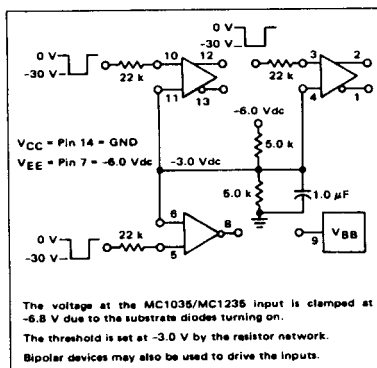 0 V
-30 V
10
12
22 k
11
13
0 V
-30 V
3
2
22 k
4
1
-6.0 Vdc
VCC = Pin 14 = GND
VEE = Pin 7 = -6.0 Vdc
5.0 k
-3.0 Vdc
5.0 k
1.0 μF
0 V
-30 V
22 k
6
8
5
9
VBB
The voltage at the MC1035/MC1235 input is clamped at
-6.8 V due to the substrate diodes turning on.
The threshold is set at -3.0 V by the resistor network.
Bipolar devices may also be used to drive the inputs.